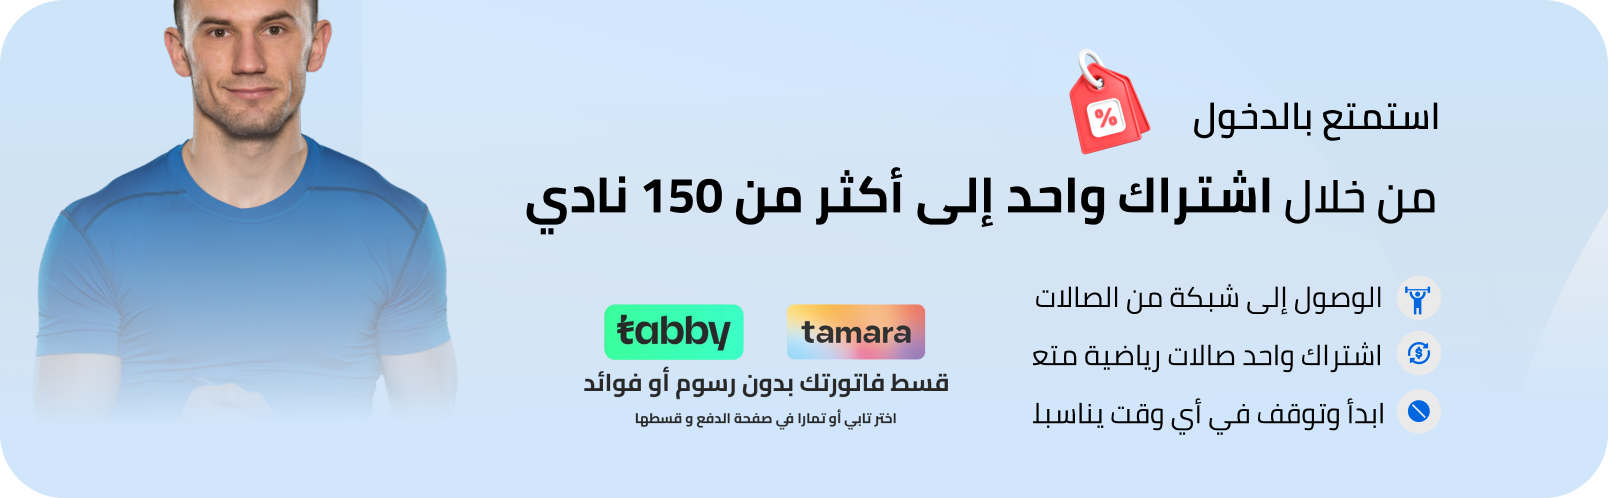 استمتع بالدخول
من خلال اشتراك واحد إلى أكثر من 150 نادي
الوصول إلى شبكة من الصالات
اشتراك واحد صالات رياضية متع
ابدأ وتوقف في أي وقت يناسبك
tamara
tabby
قسط فاتورتك بدون رسوم أو فوائد
اختر تابي أو تمارا في صفحة الدفع و قسطها